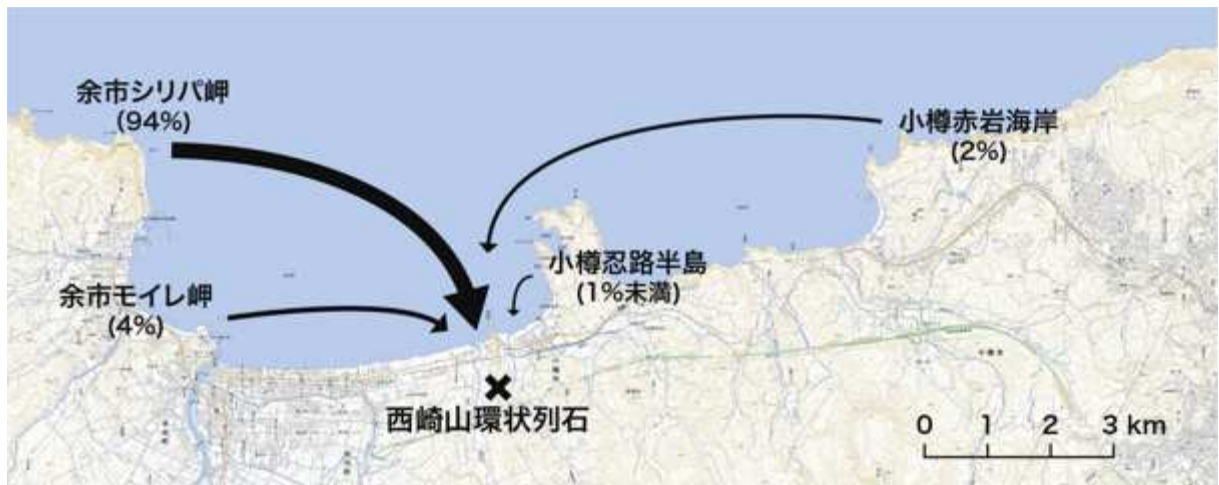 余市シリパ岬
(94%)
小樽赤岩海岸
(2%)
小樽忍路半島
(1%未満)
余市モイレ岬
(4%)
西崎山環状列石
0 1 2 3 km